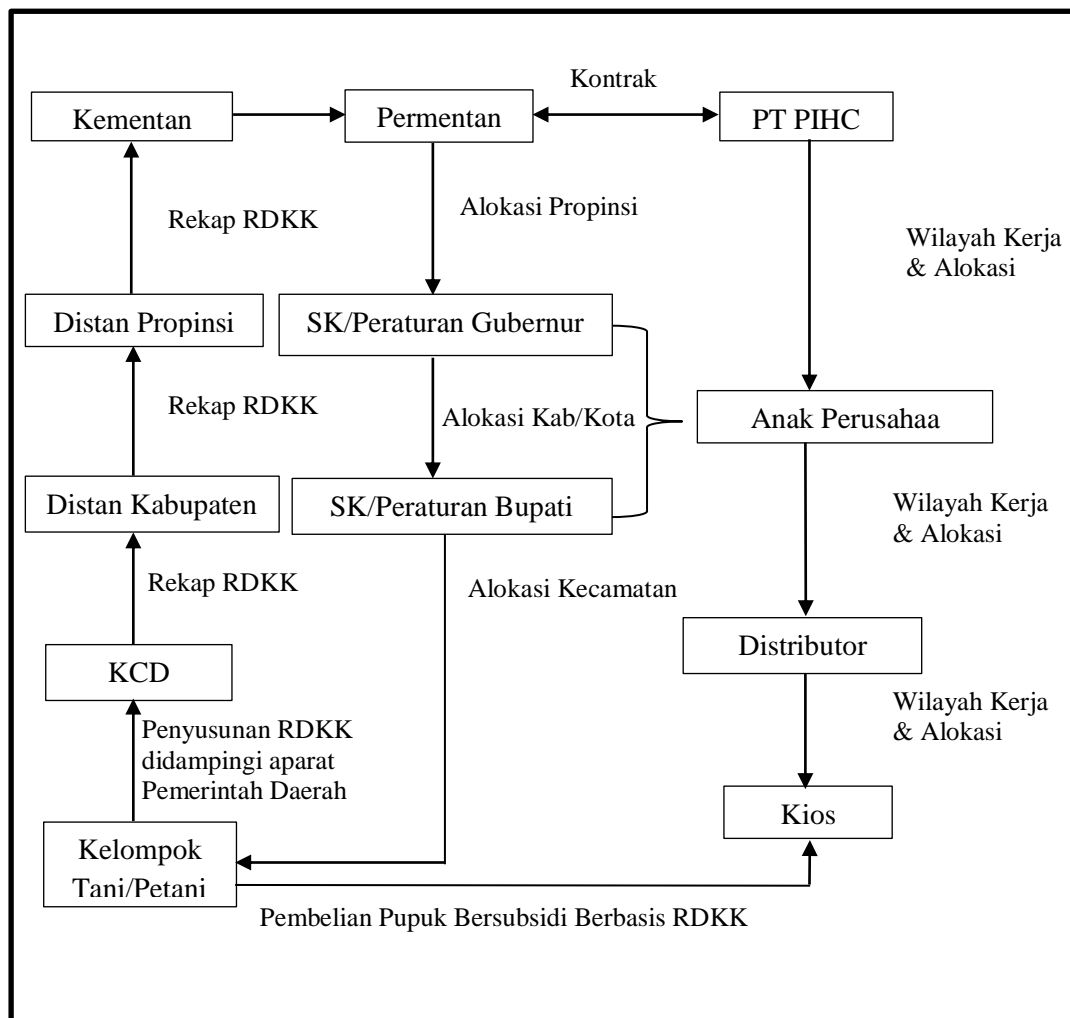 Kontrak
Kementan
Permentan
PT PIHC
Rekap RDKK
Alokasi Propinsi
Wilayah Kerja
& Alokasi
Distan Propinsi
SK/Peraturan Gubernur
Rekap RDKK
Alokasi Kab/Kota
Anak Perusahaa
Distan Kabupaten
SK/Peraturan Bupati
Wilayah Kerja
& Alokasi
Rekap RDKK
Alokasi Kecamatan
KCD
Distributor
Penyusunan RDKK
didampingi aparat
Pemerintah Daerah
Wilayah Kerja
& Alokasi
Kios
Kelompok
Tani/Petani
Pembelian Pupuk Bersubsidi Berbasis RDKK